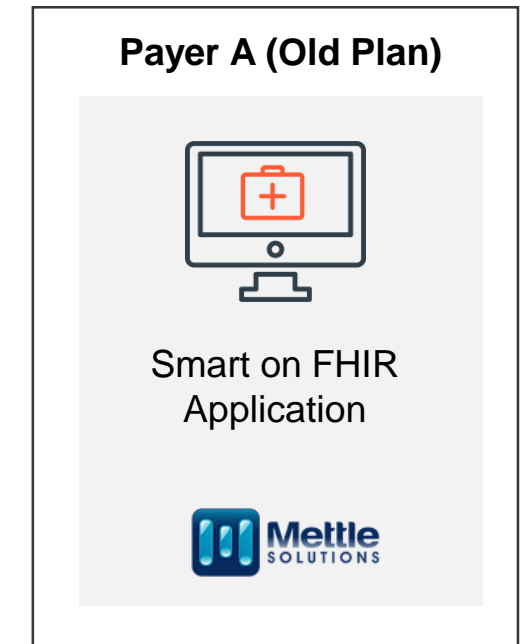 Payer A (Old Plan)
Smart on FHIR
Application
Mettle
SOLUTIONS